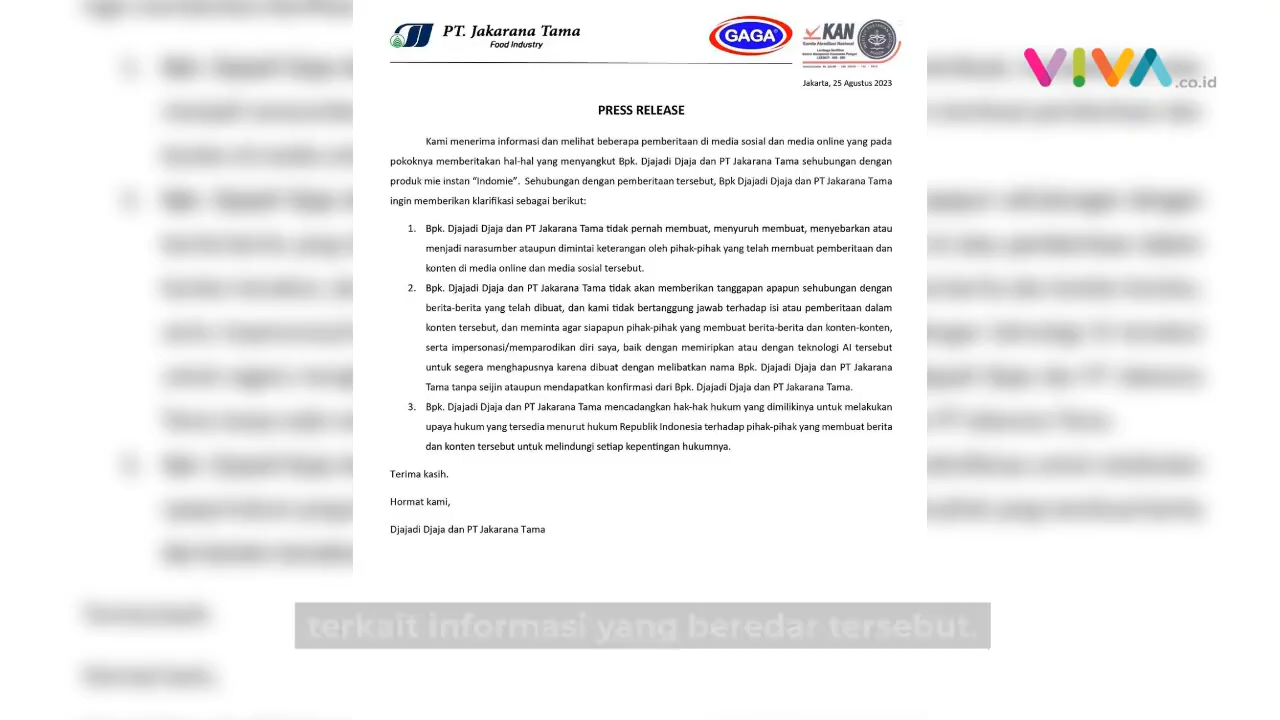 PT. Jakarana Tama
Food Industry
GAGA
KAN
Komite Akreditasi Nasional
VIVA.co.id
Jakarta, 25 Agustus 2023
PRESS RELEASE
Kami menerima informasi dan melihat beberapa pemberitaan di media sosial dan media online yang pada
pokoknya memberitakan hal-hal yang menyangkut Bpk. Djajadi Djaja dan PT Jakarana Tama sehubungan dengan
produk mie instan “Indomie”. Sehubungan dengan pemberitaan tersebut, Bpk Djajadi Djaja dan PT Jakarana Tama
ingin memberikan klarifikasi sebagai berikut:
1. Bpk. Djajadi Djaja dan PT Jakarana Tama tidak pernah membuat, menyuruh membuat, menyebarkan atau
menjadi narasumber ataupun dimintai keterangan oleh pihak-pihak yang telah membuat pemberitaan dan
konten di media online dan media sosial tersebut.
2. Bpk. Djajadi Djaja dan PT Jakarana Tama tidak akan memberikan tanggapan apapun sehubungan dengan
berita-berita yang telah dibuat, dan kami tidak bertanggung jawab terhadap isi atau pemberitaan dalam
konten tersebut, dan meminta agar siapapun pihak-pihak yang membuat berita-berita dan konten-konten,
serta impersonasi/memparodikan diri saya, baik dengan memiripkan atau dengan teknologi AI tersebut
untuk segera menghapusnya karena dibuat dengan melibatkan nama Bpk. Djajadi Djaja dan PT Jakarana
Tama tanpa seijin ataupun mendapatkan konfirmasi dari Bpk. Djajadi Djaja dan PT Jakarana Tama.
3. Bpk. Djajadi Djaja dan PT Jakarana Tama mencadangkan hak-hak hukum yang dimilikinya untuk melakukan
upaya hukum yang tersedia menurut hukum Republik Indonesia terhadap pihak-pihak yang membuat berita
dan konten tersebut untuk melindungi setiap kepentingan hukumnya.
Terima kasih.
Hormat kami,
Djajadi Djaja dan PT Jakarana Tama
terkait informasi yang beredar tersebut.